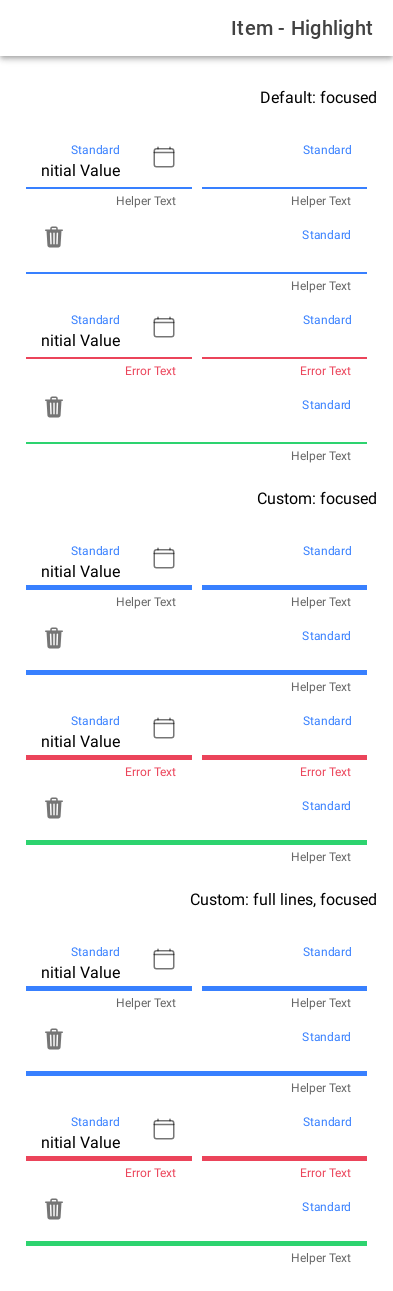 Item - Highlight
Default: focused
Standard
Standard
nitial Value
Helper Text
Helper Text
Standard
Helper Text
Standard
Standard
nitial Value
Error Text
Error Text
Standard
Helper Text
Custom: focused
Standard
Standard
nitial Value
Helper Text
Helper Text
Standard
Helper Text
Standard
Standard
nitial Value
Error Text
Error Text
Standard
Helper Text
Custom: full lines, focused
Standard
Standard
nitial Value
Helper Text
Helper Text
Standard
Helper Text
Standard
Standard
nitial Value
Error Text
Error Text
Standard
Helper Text